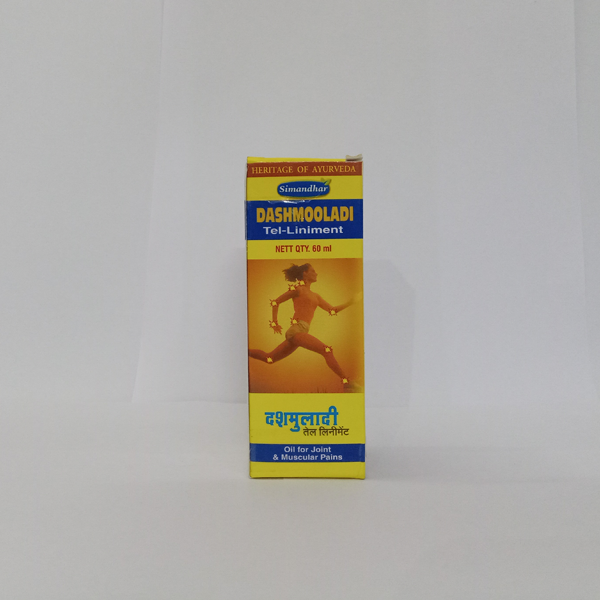 HERITAGE OF AYURVEDA
Simandhar
DASHMOOLADI
Tel-Liniment
NETT QTY. 60 ml
दशमुलादी
तेल लिनीमेंट
Oil for Joint
& Muscular Pains